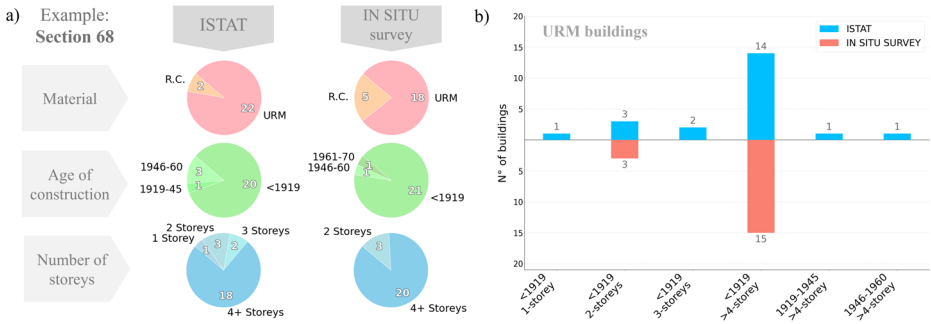 a)
Example:
Section 68
ISTAT
IN SITU
survey
Material
R.C.
2
22
URM
R.C.
5
18
URM
Age of
construction
1946-60
1919-45
3
1
20
<1919
1961-70
1946-60
1
1
21
<1919
Number of
storeys
2 Storeys
1 Storey
3 Storeys
1
3
2
18
4+ Storeys
2 Storeys
3
20
4+ Storeys
b)
URM buildings
ISTAT
IN SITU SURVEY
N° of buildings
20
15
10
5
0
5
10
15
20
1
3
3
2
14
15
1
1
<1919
1-storey
<1919
2-storeys
<1919
3-storeys
<1919
>4-storey
1919-1945
>4-storey
1946-1960
>4-storey